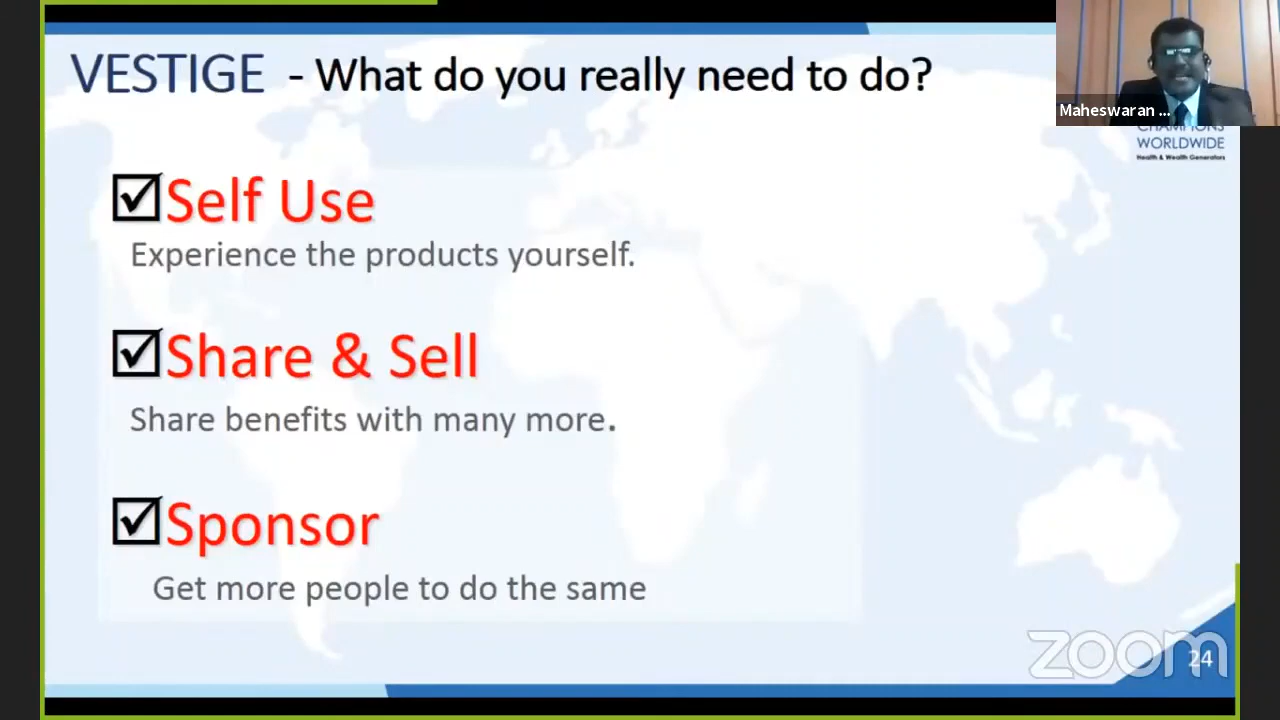 VESTIGE - What do you really need to do?
Maheswaran ...
CHAMPIONS
WORLDWIDE
Health & Wealth Generators
☑Self Use
Experience the products yourself.
☑Share & Sell
Share benefits with many more.
☑Sponsor
Get more people to do the same
zoom
24